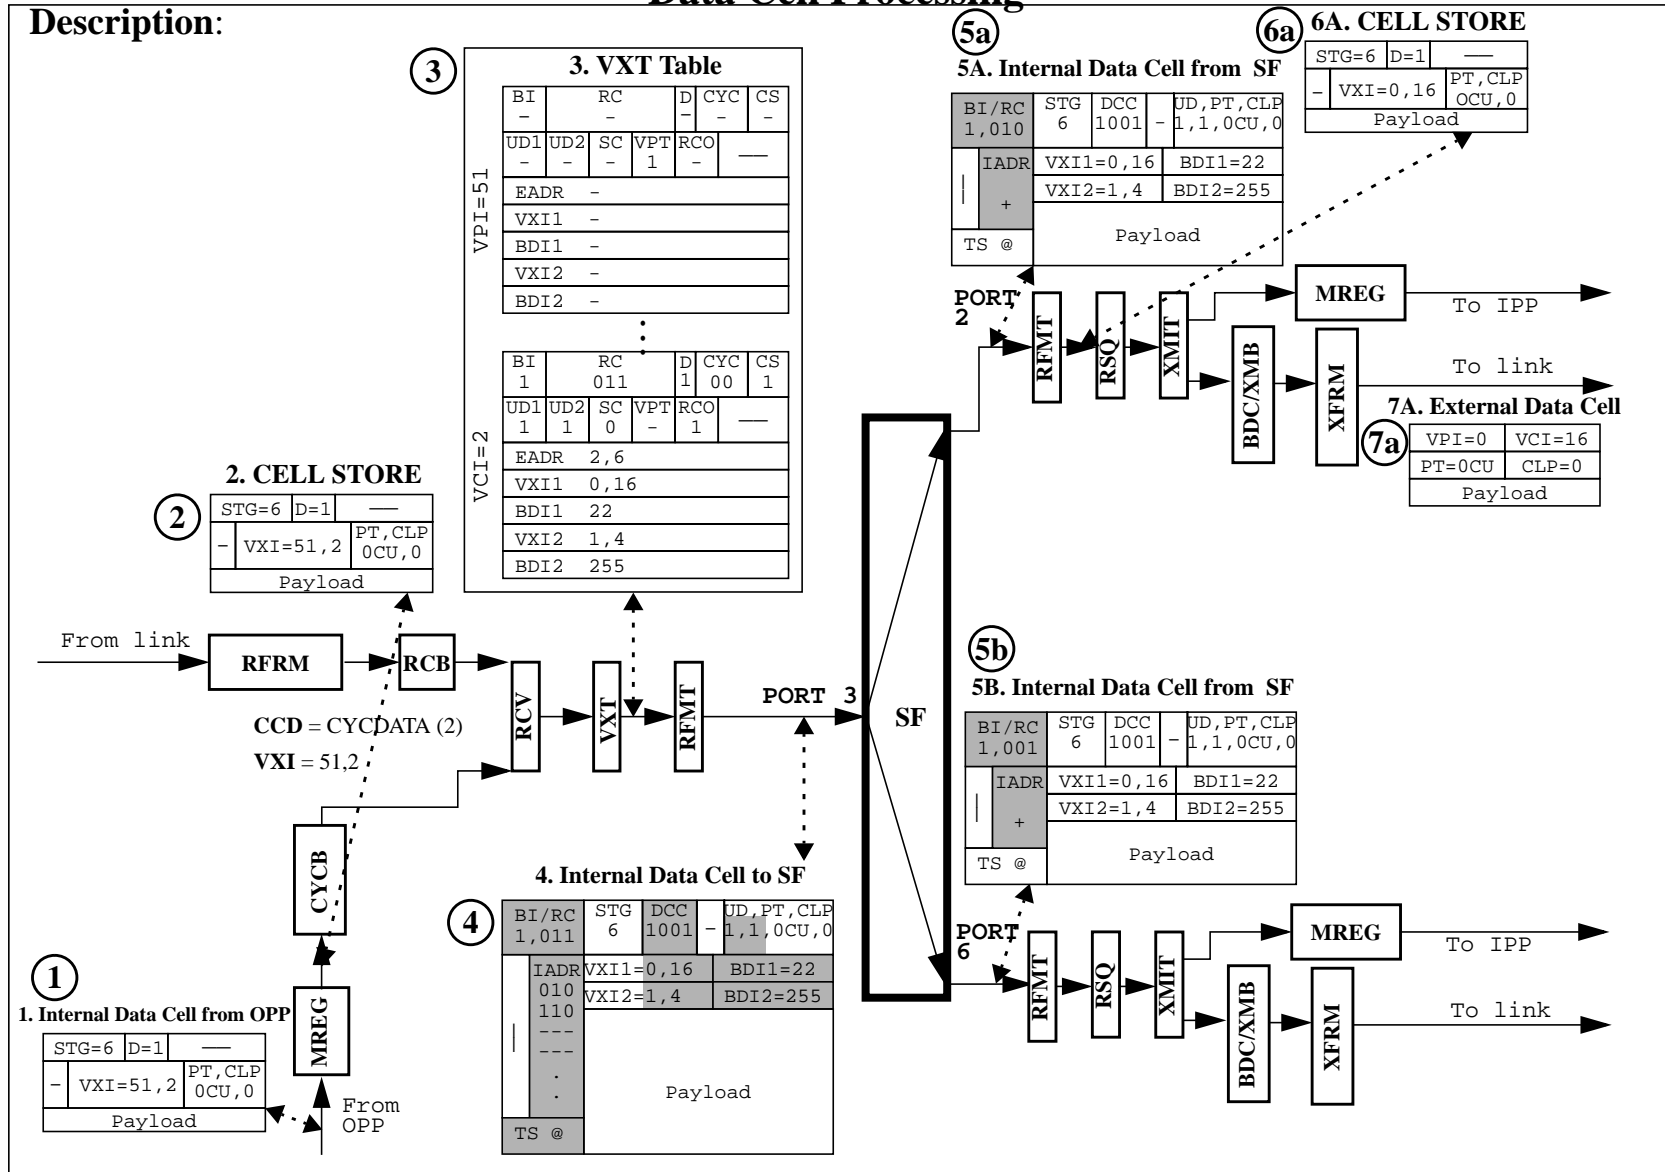 Data Cell Processing
Description:
3
3. VXT Table
VPI=51
BI RC D CYC CS
- - - - -
UD1 UD2 SC VPT RCO
- - - 1 - —
EADR -
VXI1 -
BDI1 -
VXI2 -
BDI2 -
VCI=2
BI RC D CYC CS
1 011 1 00 1
UD1 UD2 SC VPT RCO
1 1 0 - 1 —
EADR 2,6
VXI1 0,16
BDI1 22
VXI2 1,4
BDI2 255
5a
5A. Internal Data Cell from SF
BI/RC STG DCC UD,PT,CLP
1,010 6 1001 - 1,1,0CU,0
IADR VXI1=0,16 BDI1=22
| VXI2=1,4 BDI2=255
+
Payload
TS @
6a
6A. CELL STORE
STG=6 D=1 —
- VXI=0,16 PT,CLP
OCU,0
Payload
PORT
2
RFMT
RSQ
XMIT
MREG
To IPP
BDC/XMB
XFRM
To link
7A. External Data Cell
7a
VPI=0 VCI=16
PT=0CU CLP=0
Payload
2. CELL STORE
2
STG=6 D=1 —
- VXI=51,2 PT,CLP
0CU,0
Payload
From link
RFRM
RCB
CCD = CYCDATA (2)
VXI = 51,2
RCV
VXT
RFMT
PORT 3
SF
CYCB
MREG
1
1. Internal Data Cell from OPP
STG=6 D=1 —
- VXI=51,2 PT,CLP
0CU,0
Payload
From
OPP
4. Internal Data Cell to SF
4
BI/RC STG DCC UD,PT,CLP
1,011 6 1001 - 1,1,0CU,0
IADR VXI1=0,16 BDI1=22
010 VXI2=1,4 BDI2=255
110
---
| ---
.
. Payload
TS @
5b
5B. Internal Data Cell from SF
BI/RC STG DCC UD,PT,CLP
1,001 6 1001 - 1,1,0CU,0
IADR VXI1=0,16 BDI1=22
| VXI2=1,4 BDI2=255
+
Payload
TS @
PORT
6
RFMT
RSQ
XMIT
MREG
To IPP
BDC/XMB
XFRM
To link